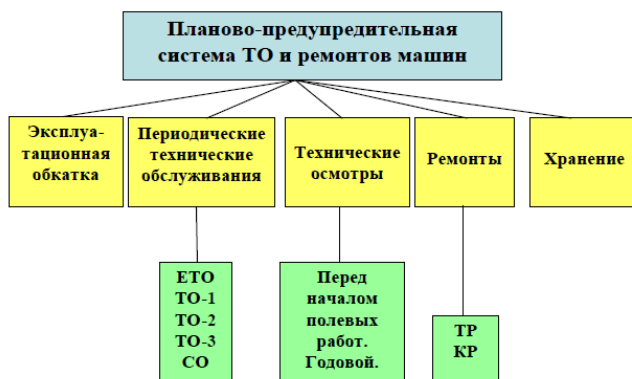 Планово-предупредительная
система ТО и ремонтов машин
Эксплуа-
тационная
обкатка
Периодические
технические
обслуживания
Технические
осмотры
Ремонты
Хранение
ЕТО
ТО-1
ТО-2
ТО-3
СО
Перед
началом
полевых
работ.
Годовой.
ТР
КР